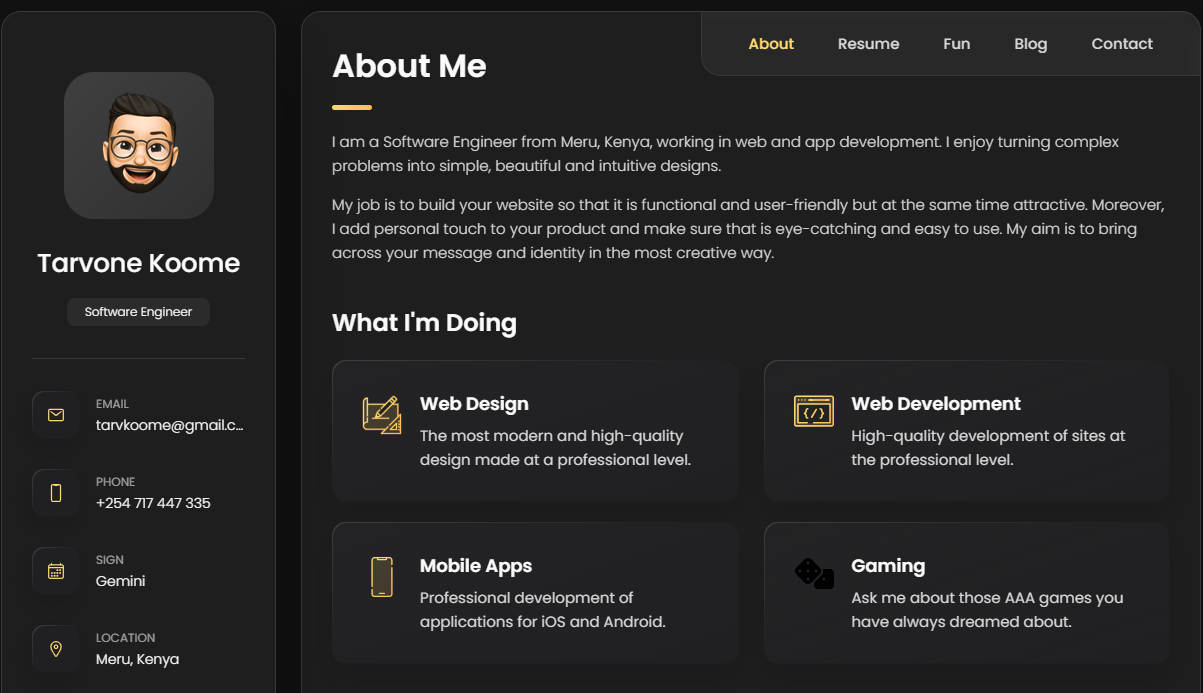 Tarvone Koome
Software Engineer
EMAIL
tarvkoome@gmail.c...
PHONE
+254 717 447 335
SIGN
Gemini
LOCATION
Meru, Kenya
About
Resume
Fun
Blog
Contact
About Me
I am a Software Engineer from Meru, Kenya, working in web and app development. I enjoy turning complex
problems into simple, beautiful and intuitive designs.
My job is to build your website so that it is functional and user-friendly but at the same time attractive. Moreover,
I add personal touch to your product and make sure that is eye-catching and easy to use. My aim is to bring
across your message and identity in the most creative way.
What I'm Doing
Web Design
The most modern and high-quality
design made at a professional level.
Web Development
High-quality development of sites at
the professional level.
Mobile Apps
Professional development of
applications for iOS and Android.
Gaming
Ask me about those AAA games you
have always dreamed about.